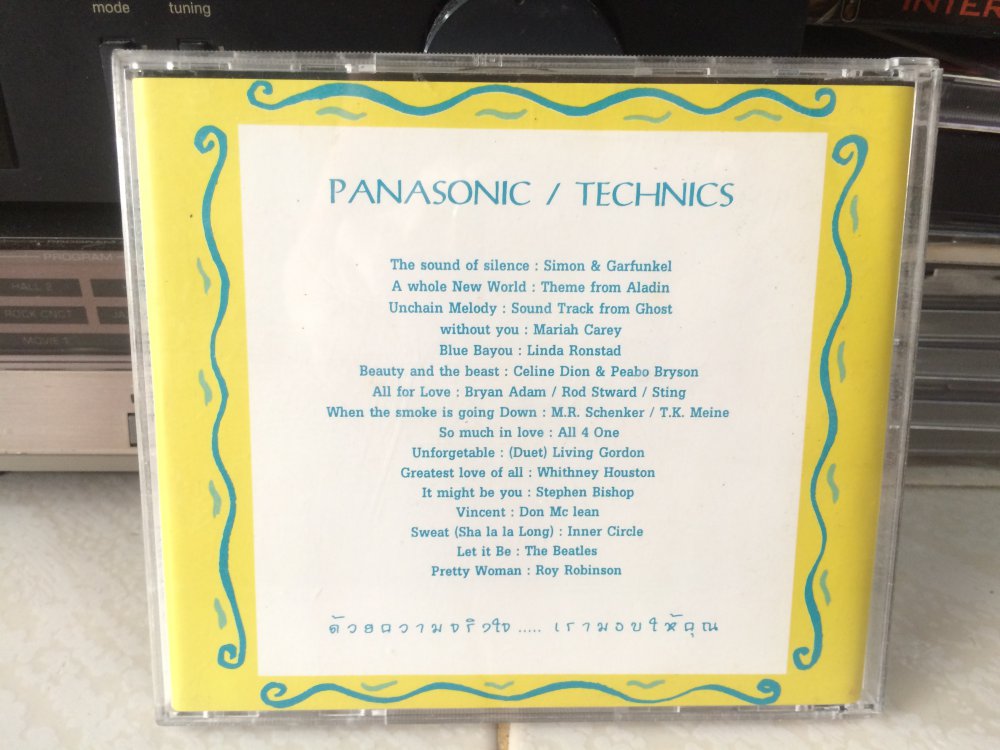 mode tuning
INTER
PANASONIC / TECHNICS
The sound of silence : Simon & Garfunkel
A whole New World : Theme from Aladin
Unchain Melody : Sound Track from Ghost
without you : Mariah Carey
Blue Bayou : Linda Ronstad
Beauty and the beast : Celine Dion & Peabo Bryson
All for Love : Bryan Adam / Rod Stward / Sting
When the smoke is going Down : M.R. Schenker / T.K. Meine
So much in love : All 4 One
Unforgetable : (Duet) Living Gordon
Greatest love of all : Whithney Houston
It might be you : Stephen Bishop
Vincent : Don Mc lean
Sweat (Sha la la Long) : Inner Circle
Let it Be : The Beatles
Pretty Woman : Roy Robinson
ด้วยความจริงใจ..... เรามอบให้คุณ
PROGRAM
HALL 2
ROCK CNCT
MOVIE 1